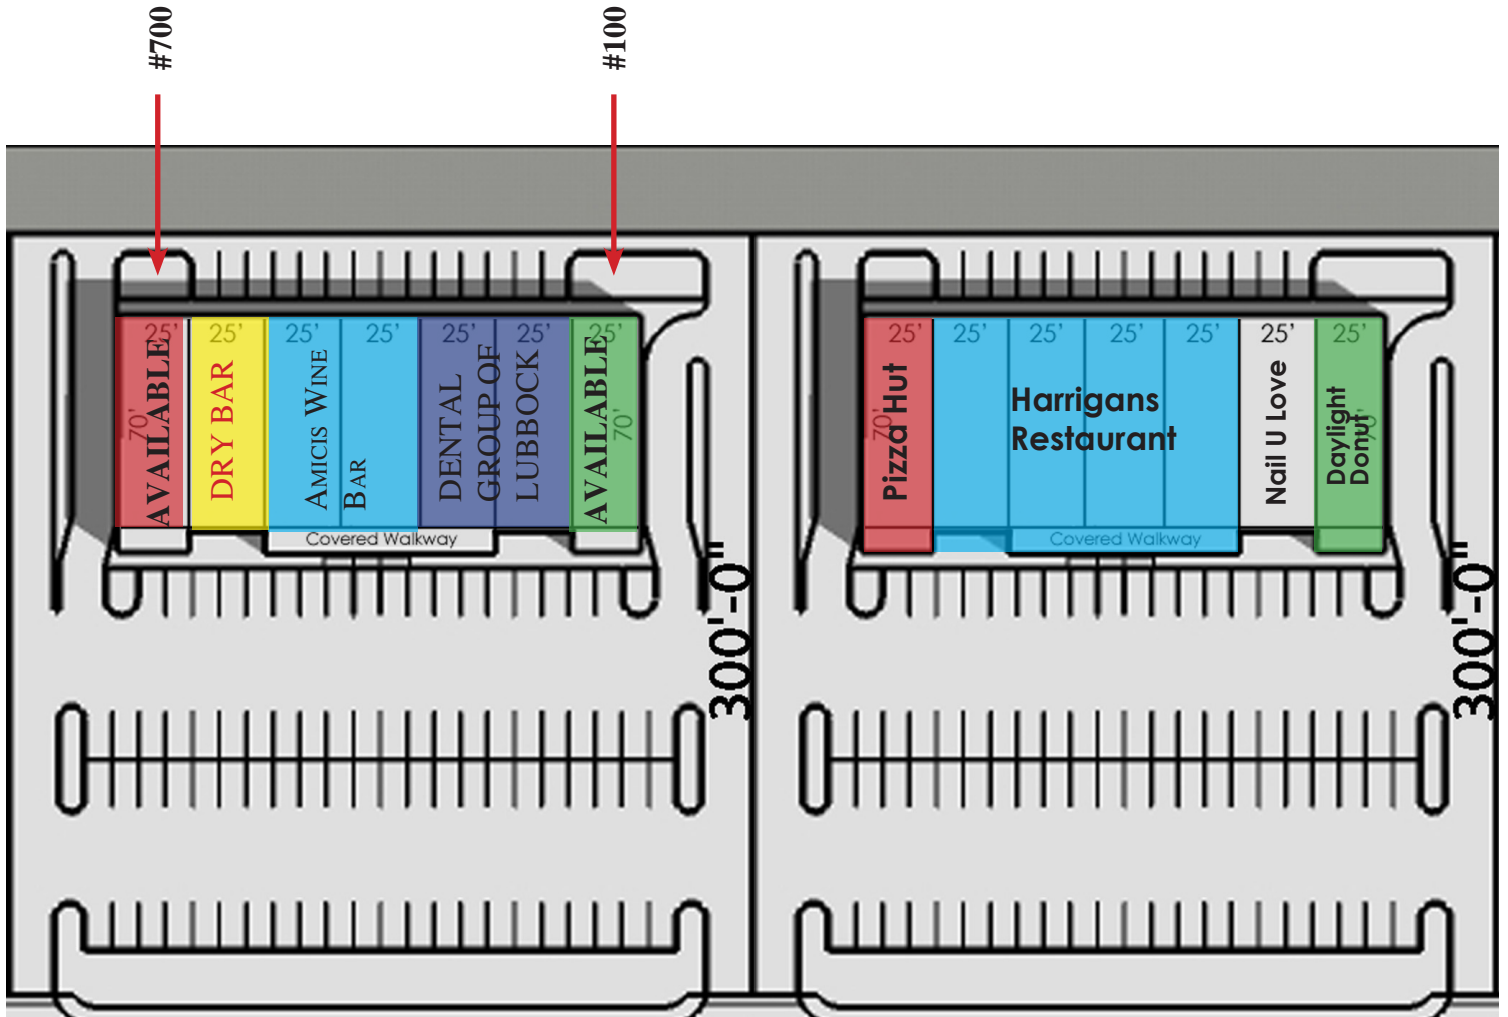 #700
#100
25'
25'
25'
25'
25'
25'
25'
70'
AVAILABLE
DRY BAR
AMICIS WINE
BAR
DENTAL
GROUP OF
LUBBOCK
AVAILABLE
70'
Covered Walkway
300'-0"
25'
25'
25'
25'
25'
25'
25'
70'
Pizza Hut
Harrigans
Restaurant
Nail U Love
Daylight
Donut
Covered Walkway
300'-0"